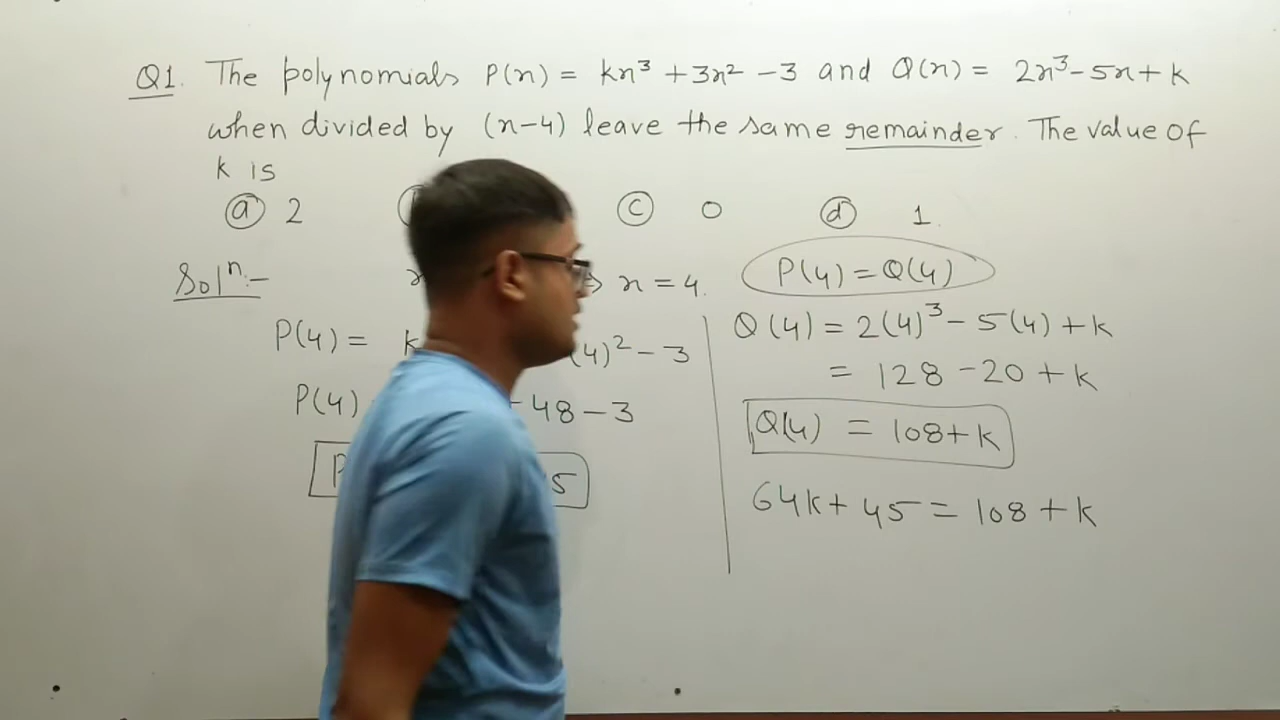 Q1. The polynomials P(x) = kx³ + 3x² - 3 and Q(x) = 2x³ - 5x + k
when divided by (x-4) leave the same remainder. The value of
k is
ⓐ 2 ⓒ 0 ⓓ 1.
Solⁿ:- ⇒ x = 4. P(4) = Q(4)
P(4) = k (4)² - 3
P(4) 48 - 3
P 5
Q(4) = 2(4)³ - 5(4) + k
= 128 - 20 + k
Q(4) = 108 + k
64k + 45 = 108 + k